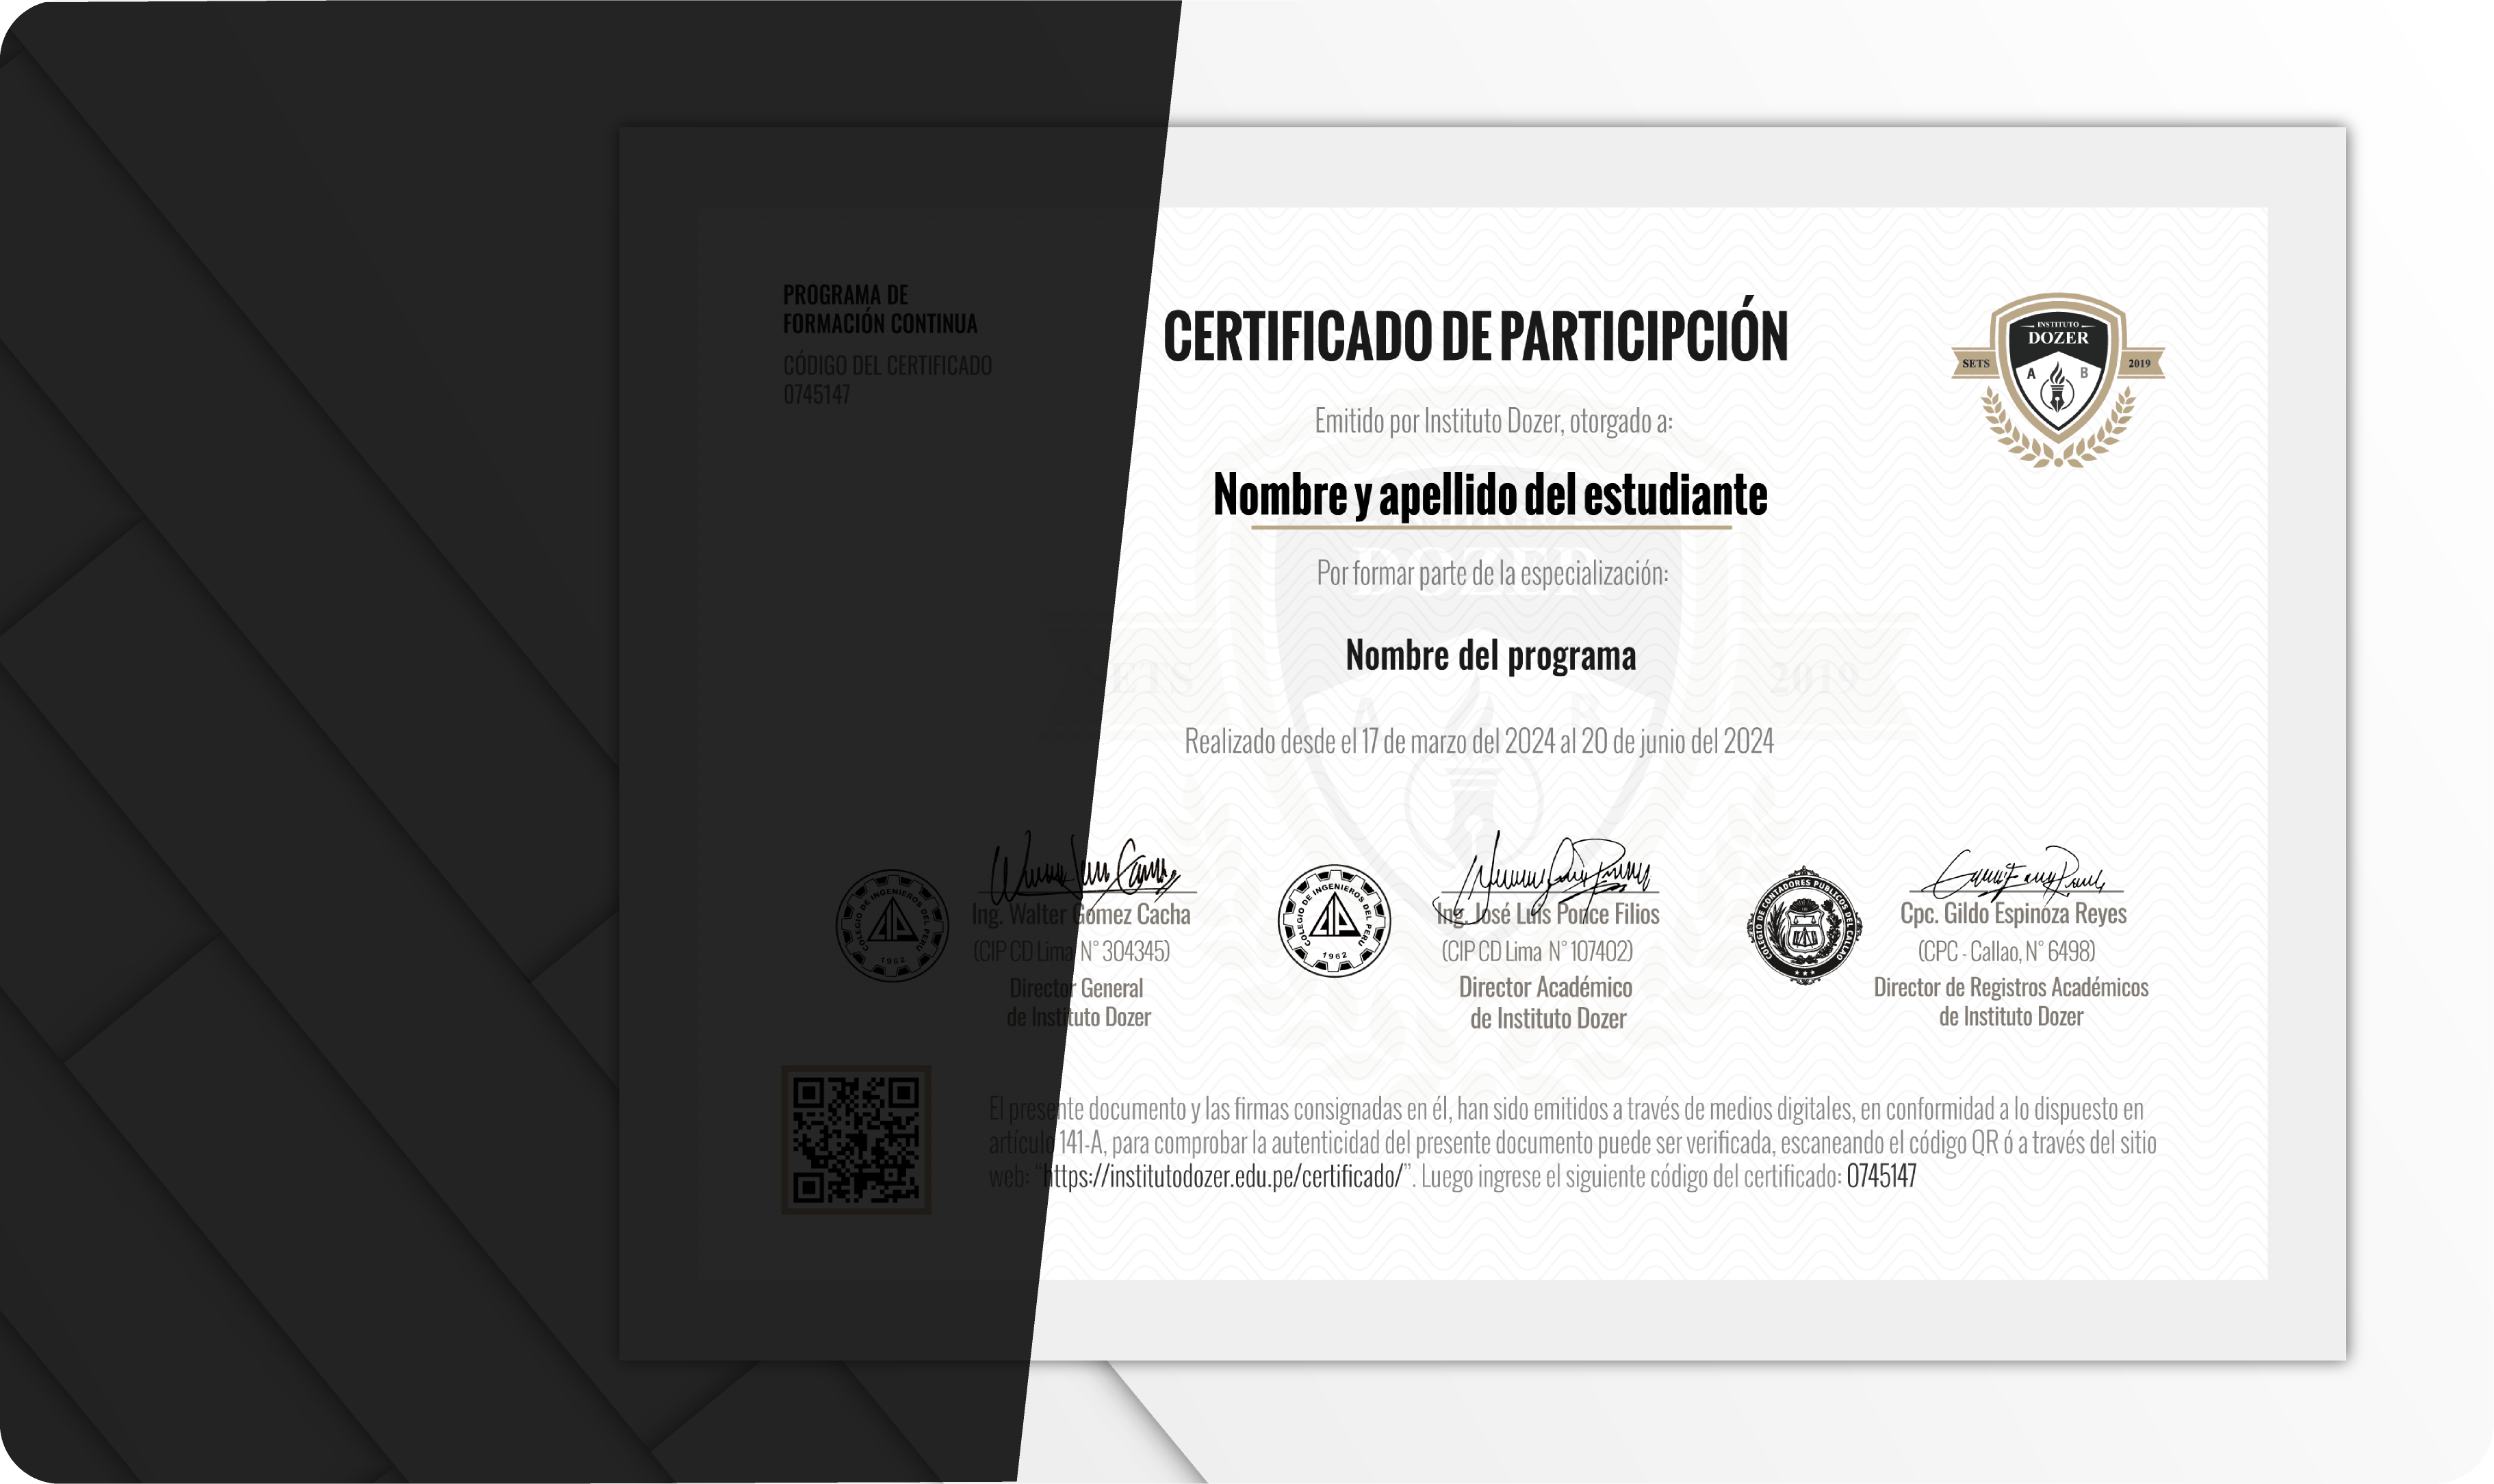 PROGRAMA DE
FORMACIÓN CONTINUA
CÓDIGO DEL CERTIFICADO
0745147
CERTIFICADO DE PARTICIPCIÓN
INSTITUTO
DOZER
SETS
2019
A B
Emitido por Instituto Dozer, otorgado a:
Nombre y apellido del estudiante
DOZER
Por formar parte de la especialización:
SETS
2019
A B
Nombre del programa
Realizado desde el 17 de marzo del 2024 al 20 de junio del 2024
COLEGIO DE INGENIEROS DEL PERU
CIP
1962
Ing. Walter Gomez Cacha
(CIP CD Lima N° 304345)
Director General
de Instituto Dozer
COLEGIO DE INGENIEROS DEL PERU
CIP
1962
Ing. José Luis Ponce Filios
(CIP CD Lima N° 107402)
Director Académico
de Instituto Dozer
COLEGIO DE CONTADORES PUBLICOS DEL CALLAO
Cpc. Gildo Espinoza Reyes
(CPC - Callao, N° 6498)
Director de Registros Académicos
de Instituto Dozer
El presente documento y las firmas consignadas en él, han sido emitidos a través de medios digitales, en conformidad a lo dispuesto en
artículo 141-A, para comprobar la autenticidad del presente documento puede ser verificada, escaneando el código QR ó a través del sitio
web: “https://institutodozer.edu.pe/certificado/”. Luego ingrese el siguiente código del certificado: 0745147